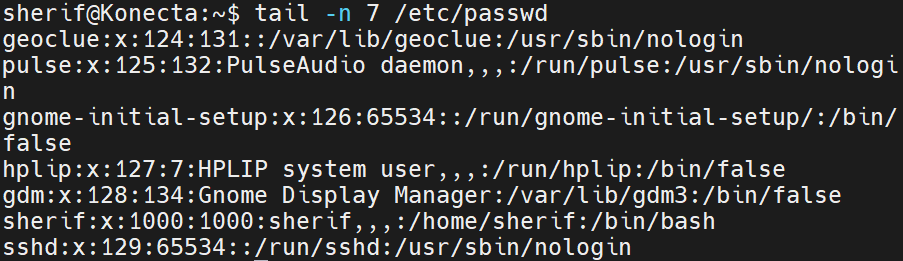 sherif@Konecta:~$ tail -n 7 /etc/passwd
geoclue:x:124:131::/var/lib/geoclue:/usr/sbin/nologin
pulse:x:125:132:PulseAudio daemon,,,:/run/pulse:/usr/sbin/nologi
n
gnome-initial-setup:x:126:65534::/run/gnome-initial-setup/:/bin/
false
hplip:x:127:7:HPLIP system user,,,:/run/hplip:/bin/false
gdm:x:128:134:Gnome Display Manager:/var/lib/gdm3:/bin/false
sherif:x:1000:1000:sherif,,,:/home/sherif:/bin/bash
sshd:x:129:65534::/run/sshd:/usr/sbin/nologin